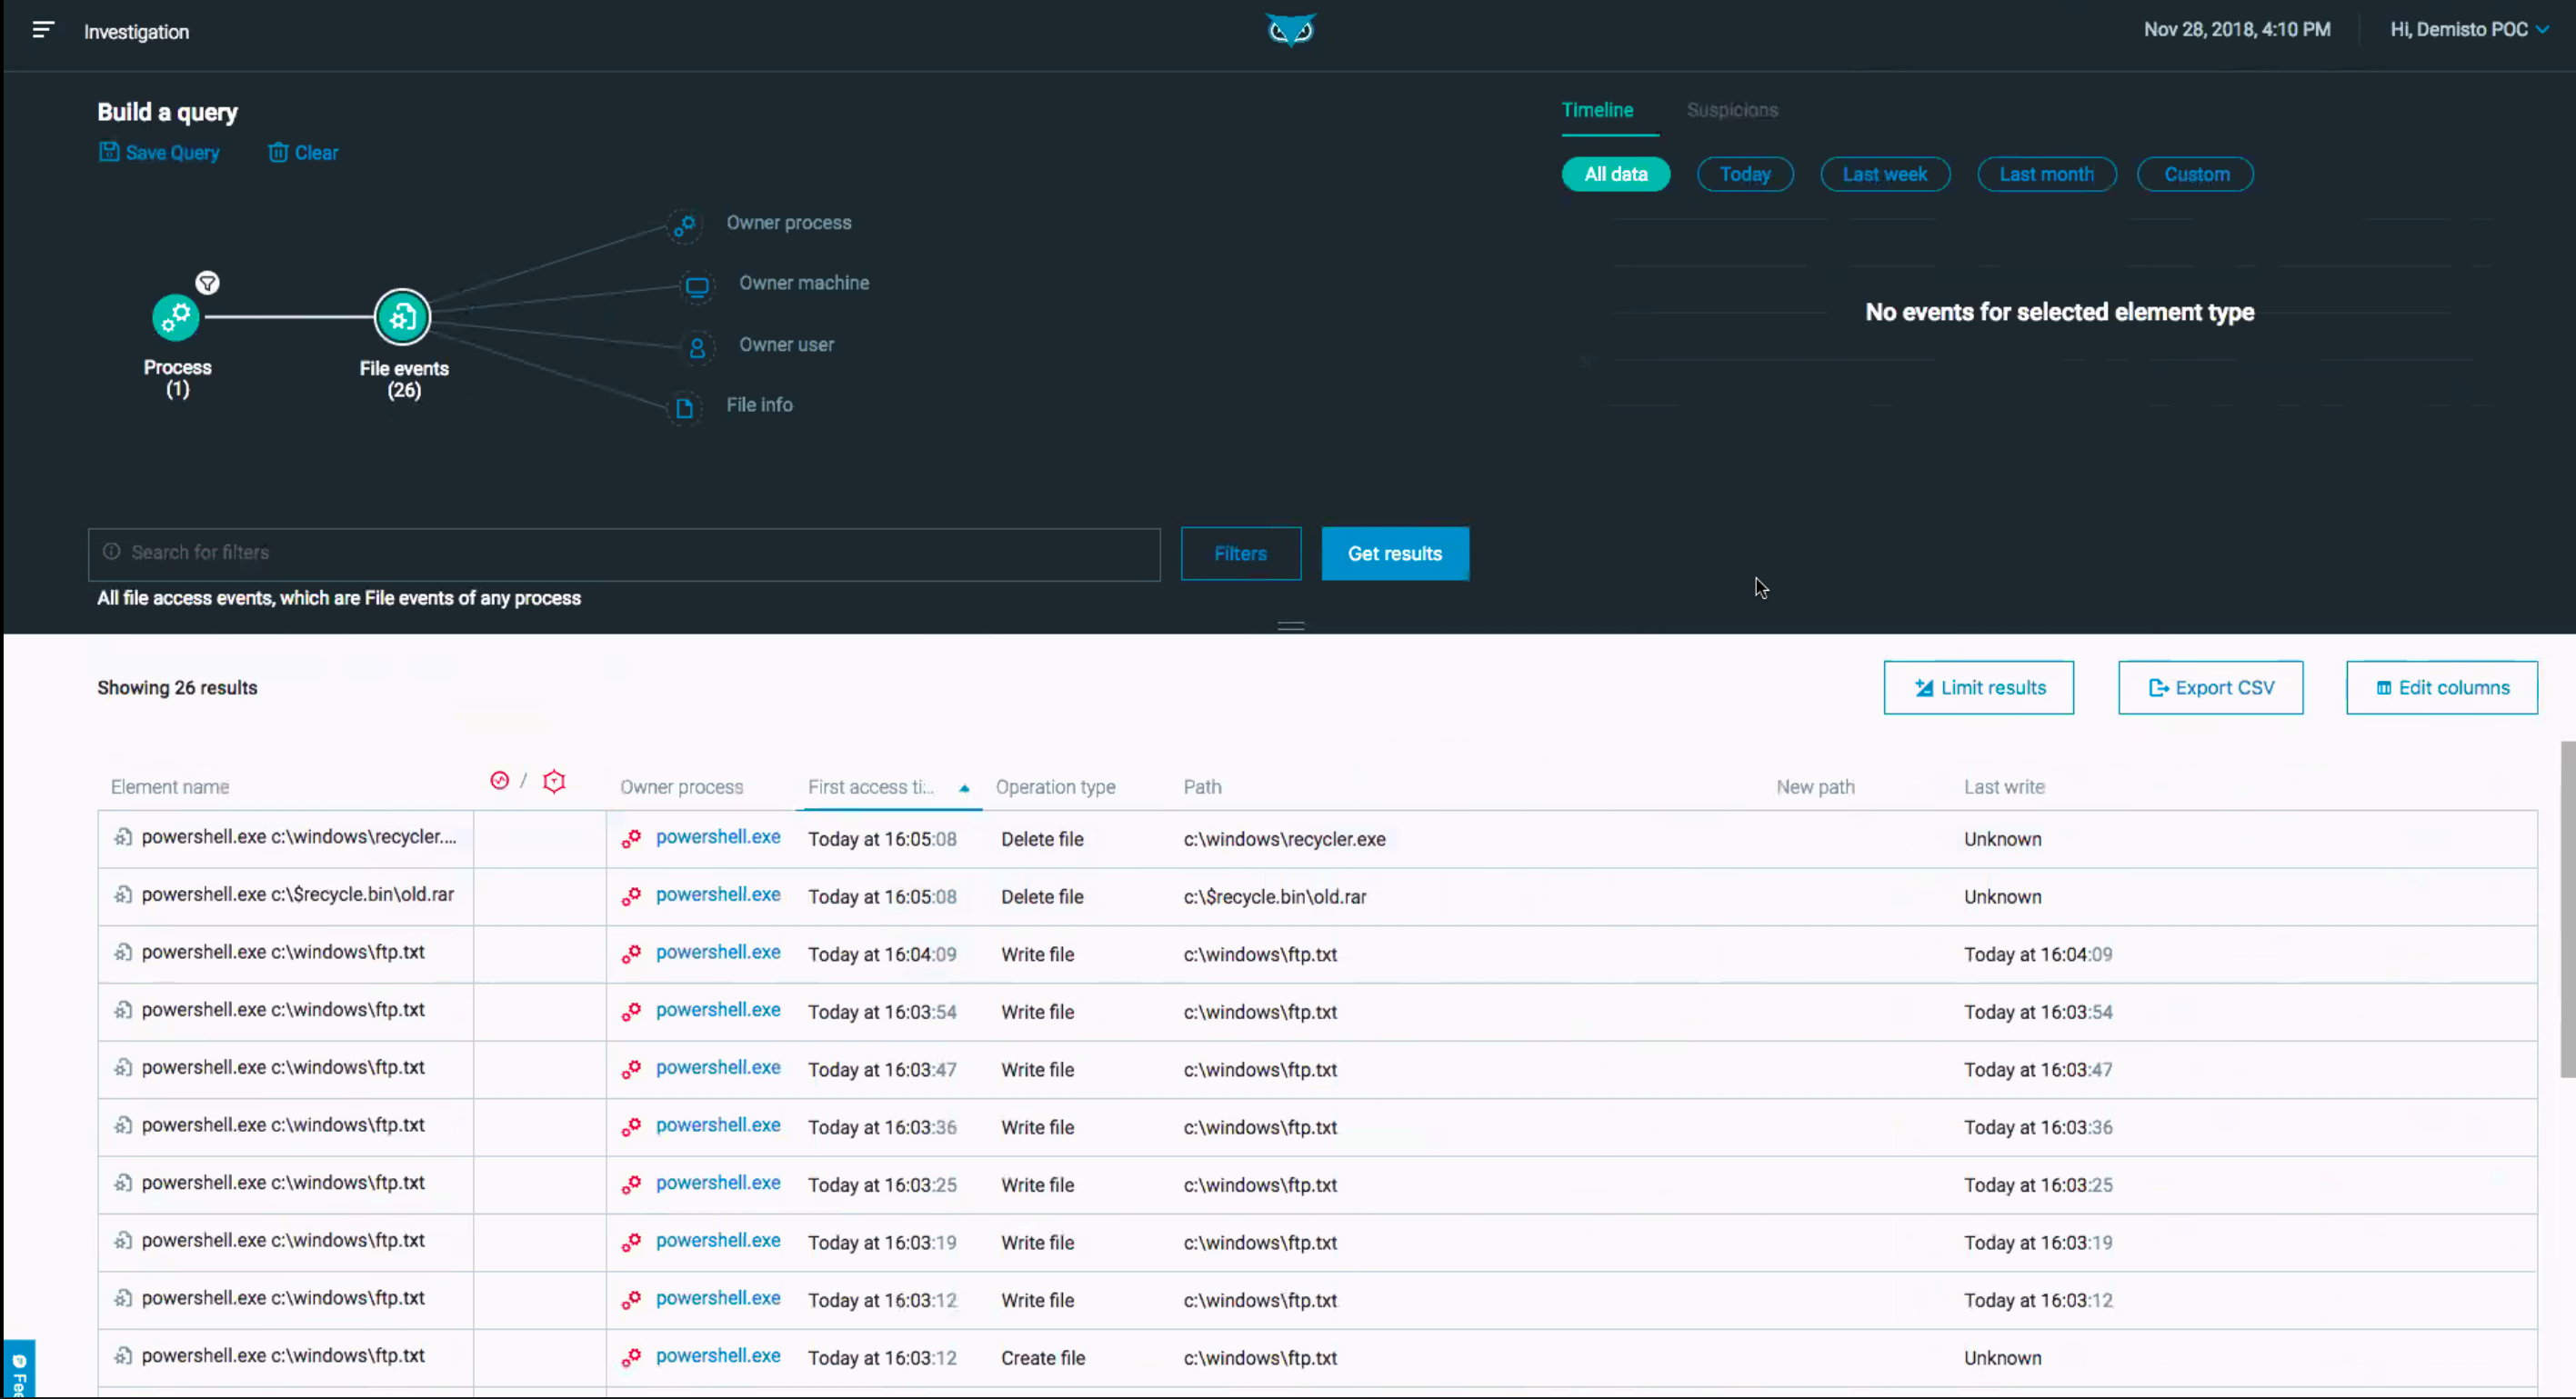 Investigation
Nov 28, 2018, 4:10 PM
Hi, Demisto POC
Build a query
Save Query
Clear
Timeline
Suspicions
All data
Today
Last week
Last month
Custom
Owner process
Owner machine
Owner user
File info
Process
(1)
File events
(26)
No events for selected element type
Search for filters
Filters
Get results
All file access events, which are File events of any process
Showing 26 results
Limit results
Export CSV
Edit columns
Element name / Owner process First access ti... Operation type Path New path Last write
powershell.exe c:\windows\recycler.... powershell.exe Today at 16:05:08 Delete file c:\windows\recycler.exe Unknown
powershell.exe c:\$recycle.bin\old.rar powershell.exe Today at 16:05:08 Delete file c:\$recycle.bin\old.rar Unknown
powershell.exe c:\windows\ftp.txt powershell.exe Today at 16:04:09 Write file c:\windows\ftp.txt Today at 16:04:09
powershell.exe c:\windows\ftp.txt powershell.exe Today at 16:03:54 Write file c:\windows\ftp.txt Today at 16:03:54
powershell.exe c:\windows\ftp.txt powershell.exe Today at 16:03:47 Write file c:\windows\ftp.txt Today at 16:03:47
powershell.exe c:\windows\ftp.txt powershell.exe Today at 16:03:36 Write file c:\windows\ftp.txt Today at 16:03:36
powershell.exe c:\windows\ftp.txt powershell.exe Today at 16:03:25 Write file c:\windows\ftp.txt Today at 16:03:25
powershell.exe c:\windows\ftp.txt powershell.exe Today at 16:03:19 Write file c:\windows\ftp.txt Today at 16:03:19
powershell.exe c:\windows\ftp.txt powershell.exe Today at 16:03:12 Write file c:\windows\ftp.txt Today at 16:03:12
powershell.exe c:\windows\ftp.txt powershell.exe Today at 16:03:12 Create file c:\windows\ftp.txt Unknown